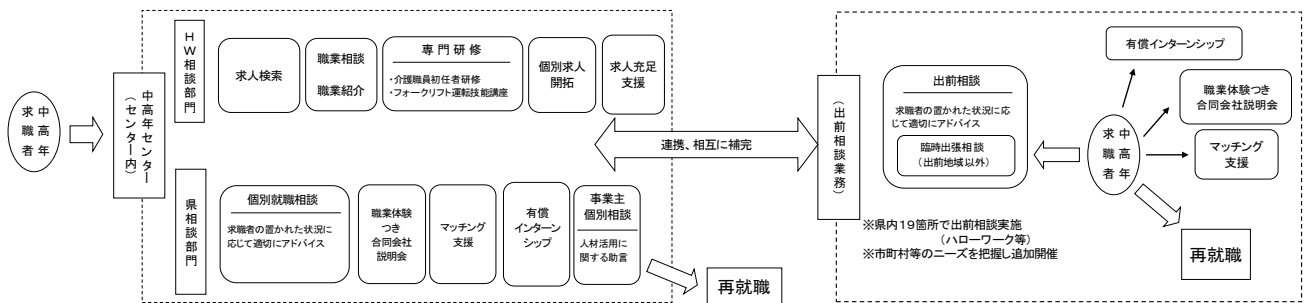 中高年
求職者
中高年センター
（センター内）
HW相談部門
求人検索
職業相談
職業紹介
専門研修
・介護職員初任者研修
・フォークリフト運転技能講座
個別求人
開拓
求人充足
支援
県相談部門
個別就職相談
求職者の置かれた状況に
応じて適切にアドバイス
職業体験
つき
合同会社
説明会
マッチング
支援
有償
インターン
シップ
事業主
個別相談
人材活用に
関する助言
再就職
連携、相互に補完
（出前相談業務）
出前相談
求職者の置かれた状況に応
じて適切にアドバイス
臨時出張相談
（出前地域以外）
※県内19箇所で出前相談実施
（ハローワーク等）
※市町村等のニーズを把握し追加開催
中高年
求職者
有償インターンシップ
職業体験つき
合同会社説明会
マッチング
支援
再就職